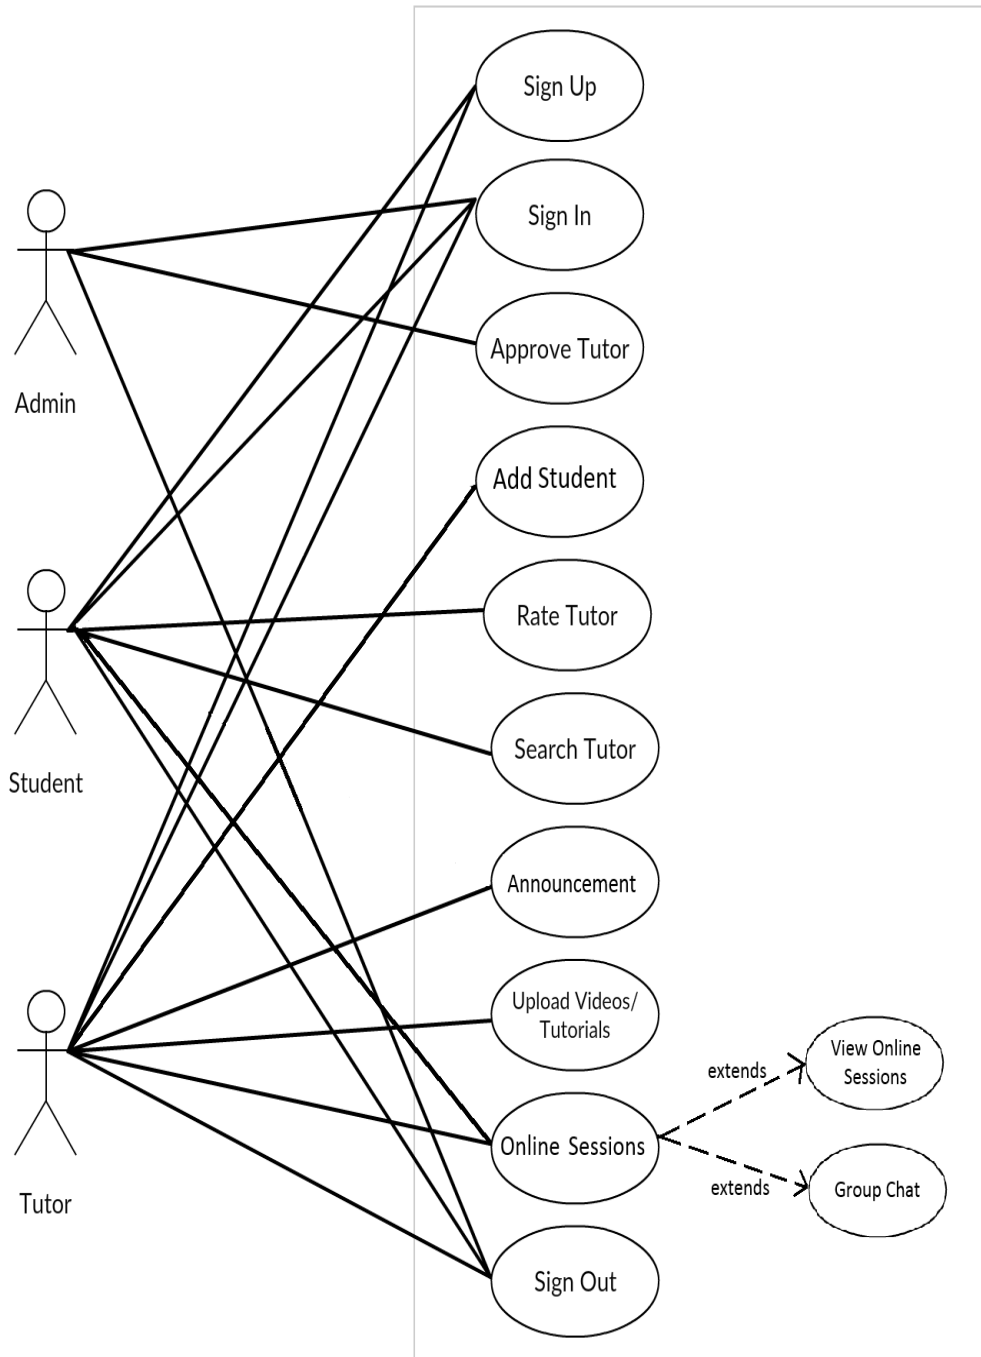 Sign Up
Sign In
Approve Tutor
Admin
Add Student
Rate Tutor
Search Tutor
Student
Announcement
Upload Videos/
Tutorials
Online Sessions
extends
View Online
Sessions
extends
Group Chat
Tutor
Sign Out